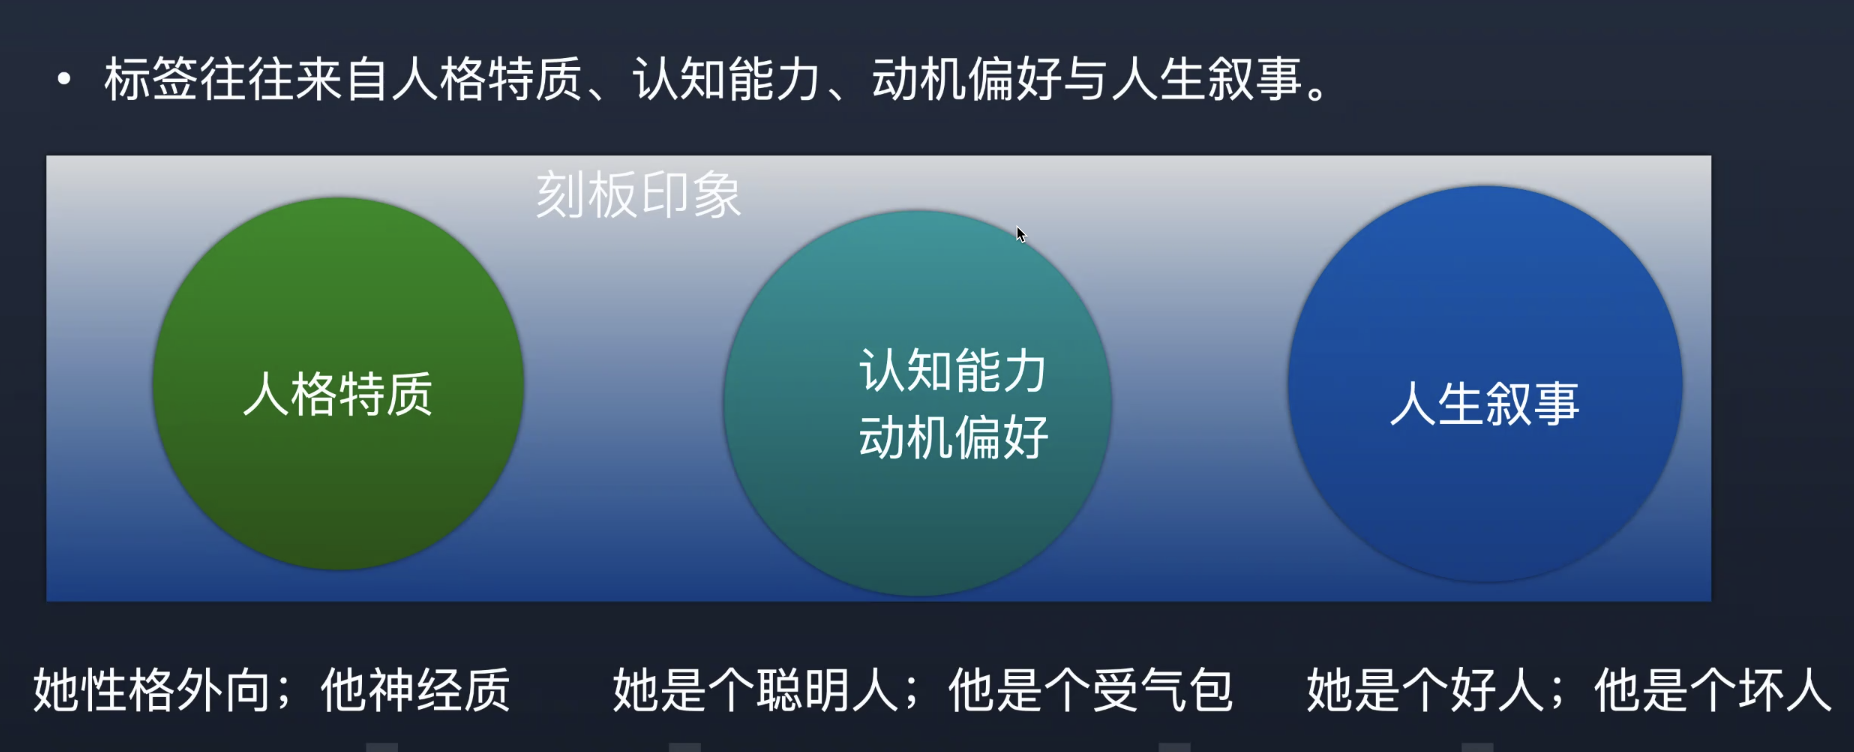 • 标签往往来自人格特质、认知能力、动机偏好与人生叙事。
刻板印象
人格特质
认知能力
动机偏好
人生叙事
她性格外向；他神经质
她是个聪明人；他是个受气包
她是个好人；他是个坏人